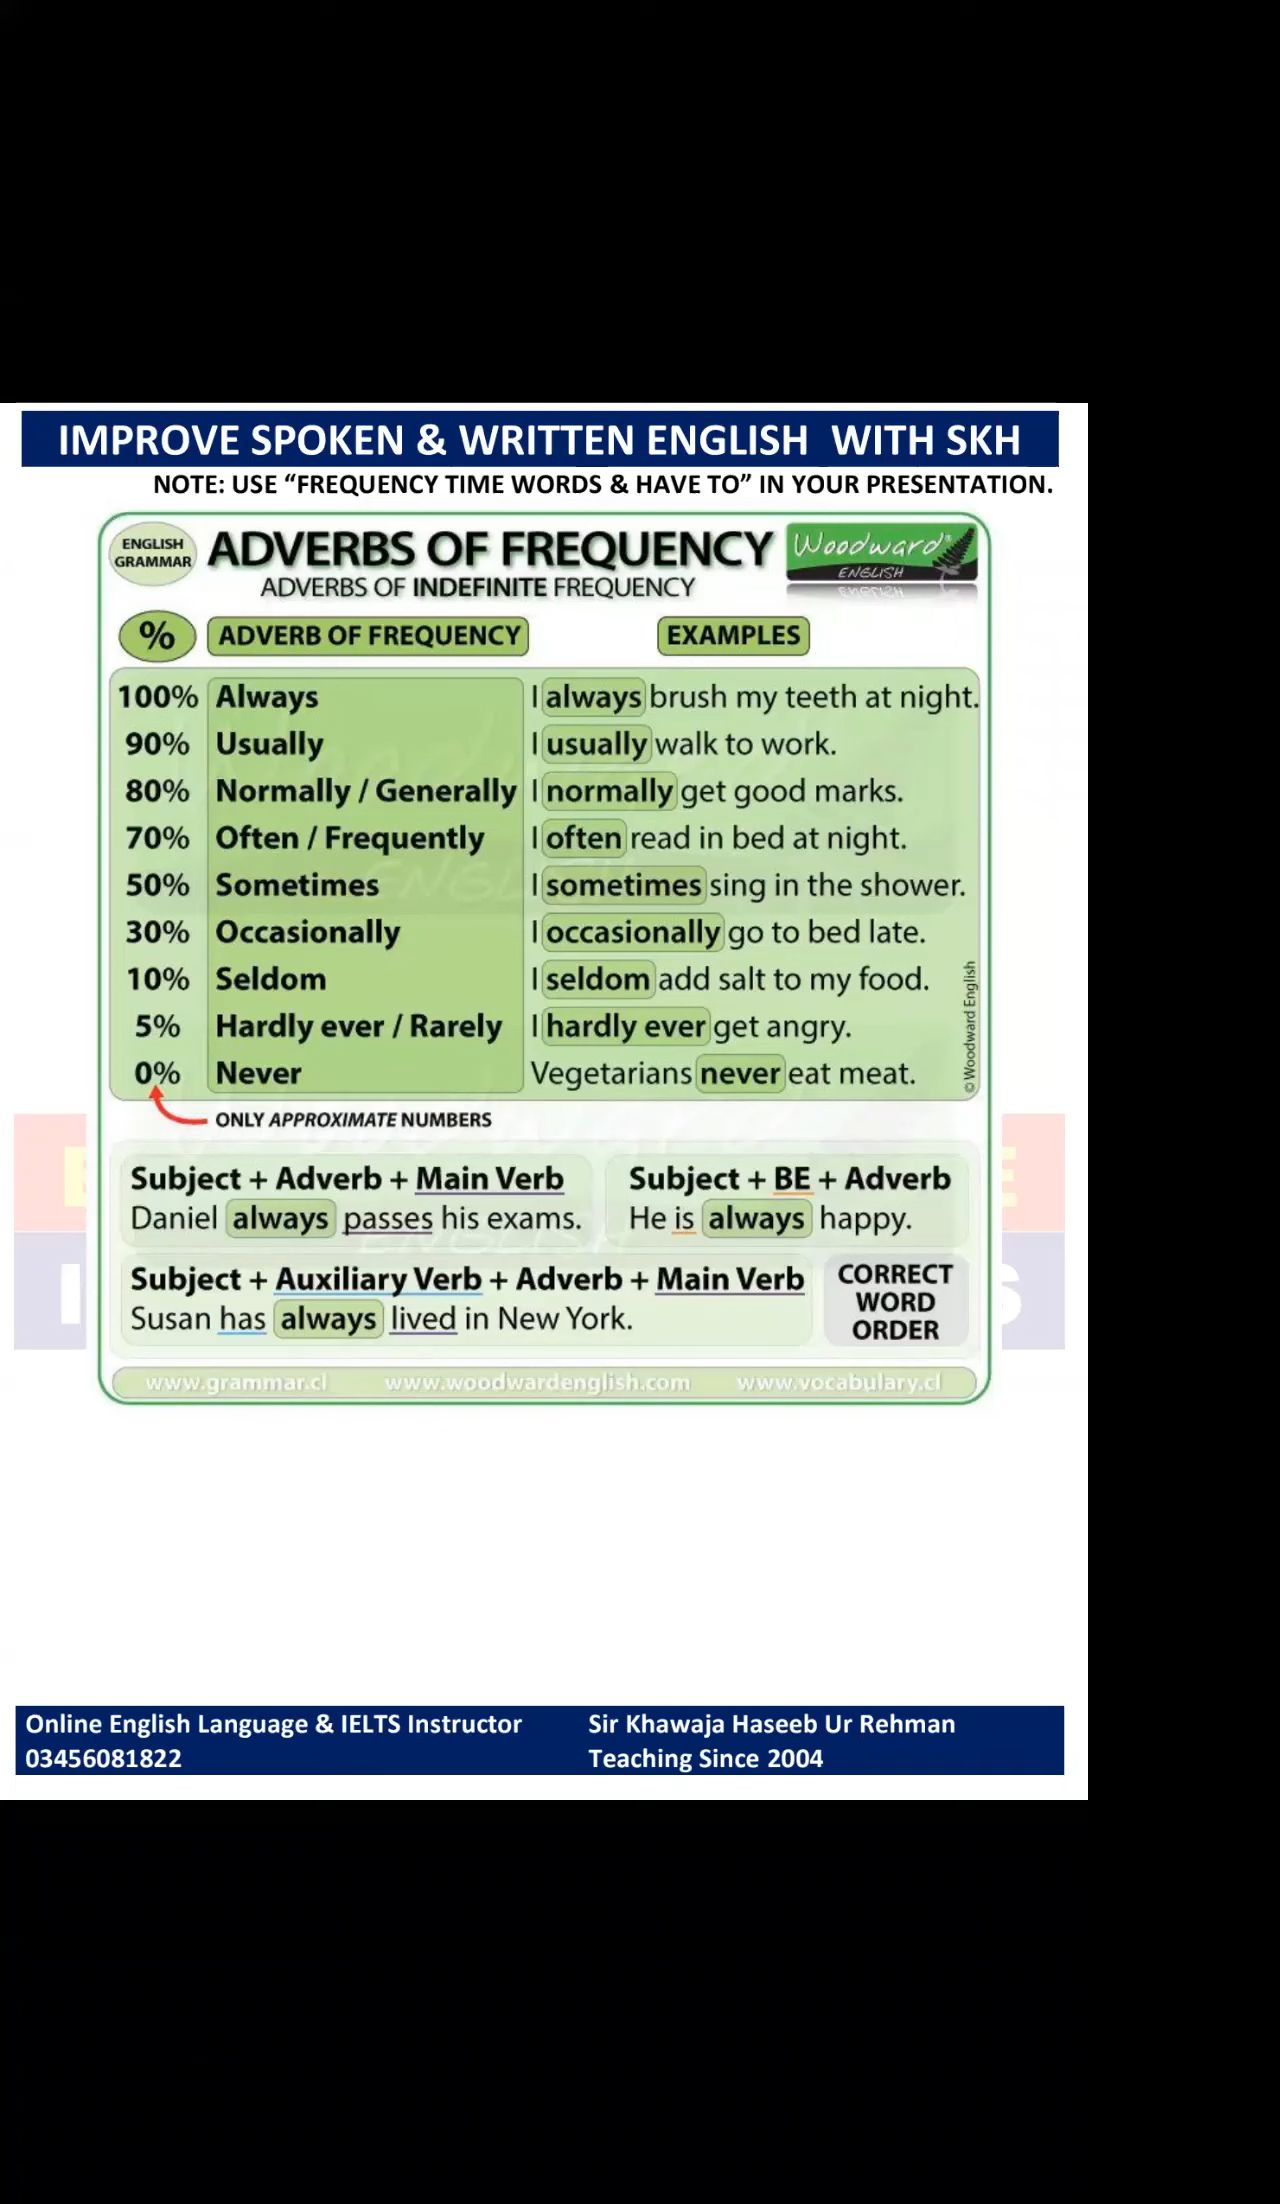 IMPROVE SPOKEN & WRITTEN ENGLISH WITH SKH
NOTE: USE “FREQUENCY TIME WORDS & HAVE TO” IN YOUR PRESENTATION.
ENGLISH
GRAMMAR
ADVERBS OF FREQUENCY
ADVERBS OF INDEFINITE FREQUENCY
Woodward®
ENGLISH
% ADVERB OF FREQUENCY EXAMPLES
100% Always I always brush my teeth at night.
90% Usually I usually walk to work.
80% Normally / Generally I normally get good marks.
70% Often / Frequently I often read in bed at night.
50% Sometimes I sometimes sing in the shower.
30% Occasionally I occasionally go to bed late.
10% Seldom I seldom add salt to my food.
5% Hardly ever / Rarely I hardly ever get angry.
0% Never Vegetarians never eat meat.
© Woodward English
ONLY APPROXIMATE NUMBERS
Subject + Adverb + Main Verb
Daniel always passes his exams.
Subject + BE + Adverb
He is always happy.
Subject + Auxiliary Verb + Adverb + Main Verb
Susan has always lived in New York.
CORRECT
WORD
ORDER
www.grammar.cl www.woodwardenglish.com www.vocabulary.cl
Online English Language & IELTS Instructor
03456081822
Sir Khawaja Haseeb Ur Rehman
Teaching Since 2004